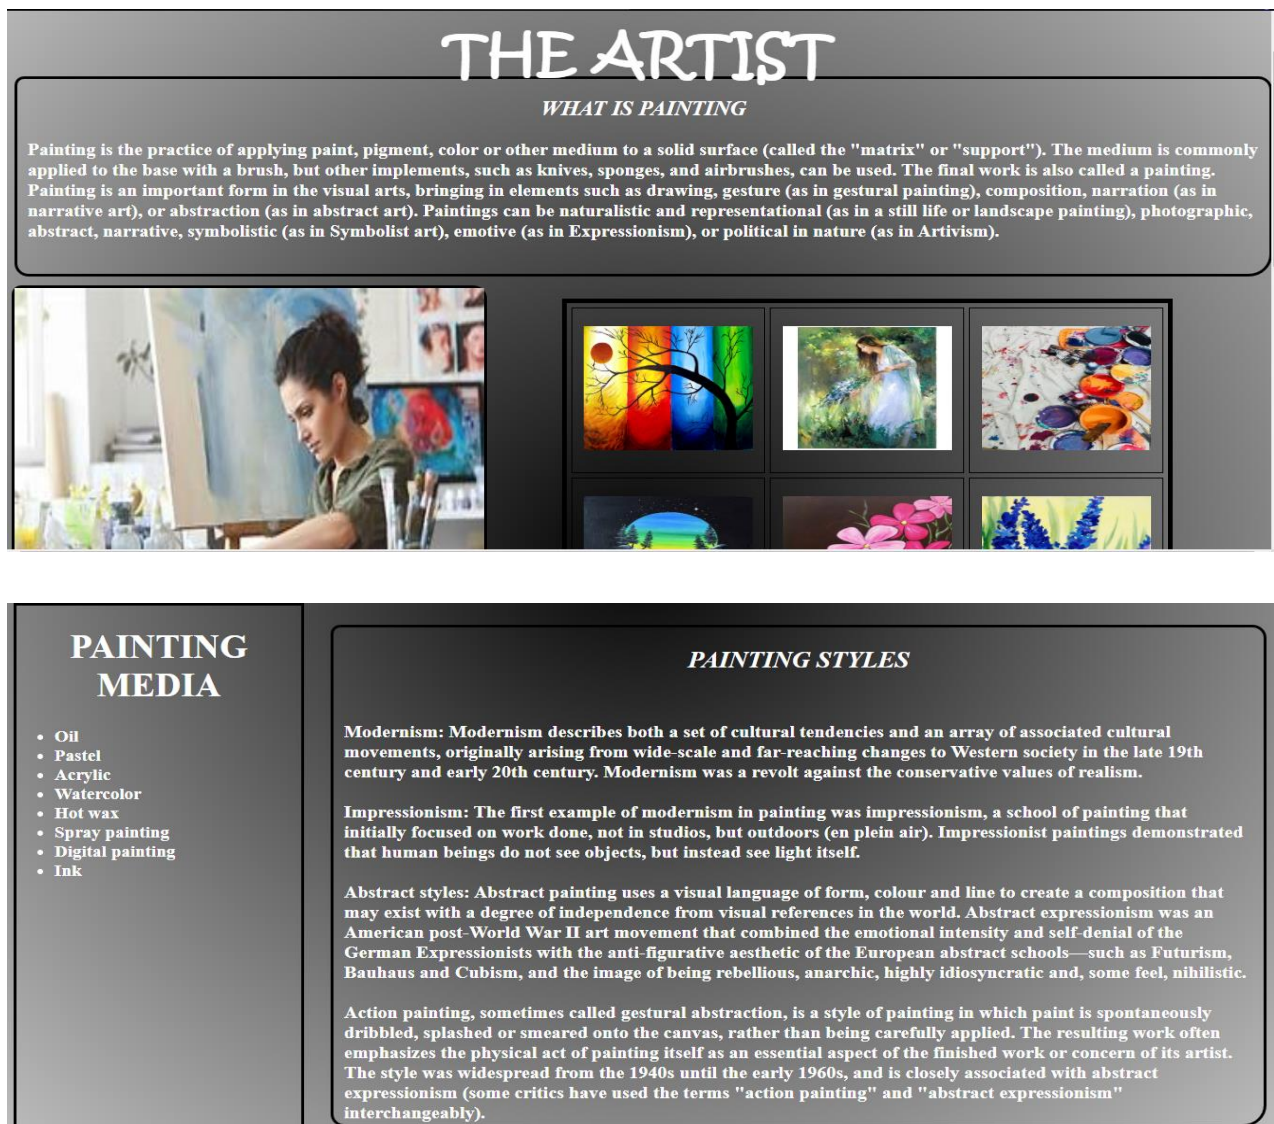 THE ARTIST
WHAT IS PAINTING
Painting is the practice of applying paint, pigment, color or other medium to a solid surface (called the "matrix" or "support"). The medium is commonly
applied to the base with a brush, but other implements, such as knives, sponges, and airbrushes, can be used. The final work is also called a painting.
Painting is an important form in the visual arts, bringing in elements such as drawing, gesture (as in gestural painting), composition, narration (as in
narrative art), or abstraction (as in abstract art). Paintings can be naturalistic and representational (as in a still life or landscape painting), photographic,
abstract, narrative, symbolistic (as in Symbolist art), emotive (as in Expressionism), or political in nature (as in Artivism).
PAINTING
MEDIA
• Oil
• Pastel
• Acrylic
• Watercolor
• Hot wax
• Spray painting
• Digital painting
• Ink
PAINTING STYLES
Modernism: Modernism describes both a set of cultural tendencies and an array of associated cultural
movements, originally arising from wide-scale and far-reaching changes to Western society in the late 19th
century and early 20th century. Modernism was a revolt against the conservative values of realism.
Impressionism: The first example of modernism in painting was impressionism, a school of painting that
initially focused on work done, not in studios, but outdoors (en plein air). Impressionist paintings demonstrated
that human beings do not see objects, but instead see light itself.
Abstract styles: Abstract painting uses a visual language of form, colour and line to create a composition that
may exist with a degree of independence from visual references in the world. Abstract expressionism was an
American post-World War II art movement that combined the emotional intensity and self-denial of the
German Expressionists with the anti-figurative aesthetic of the European abstract schools—such as Futurism,
Bauhaus and Cubism, and the image of being rebellious, anarchic, highly idiosyncratic and, some feel, nihilistic.
Action painting, sometimes called gestural abstraction, is a style of painting in which paint is spontaneously
dribbled, splashed or smeared onto the canvas, rather than being carefully applied. The resulting work often
emphasizes the physical act of painting itself as an essential aspect of the finished work or concern of its artist.
The style was widespread from the 1940s until the early 1960s, and is closely associated with abstract
expressionism (some critics have used the terms "action painting" and "abstract expressionism"
interchangeably).